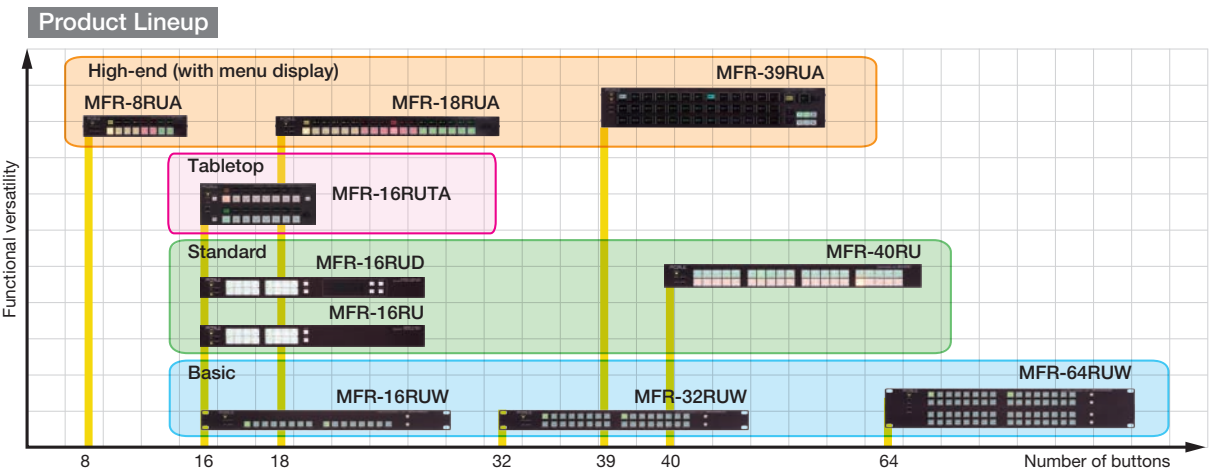 Product Lineup
High-end (with menu display)
MFR-39RUA
MFR-8RUA
MFR-18RUA
Tabletop
MFR-16RUTA
Standard
MFR-40RU
MFR-16RUD
MFR-16RU
Basic
MFR-64RUW
MFR-16RUW
MFR-32RUW
Functional versatility
8 16 18 32 39 40 64 Number of buttons